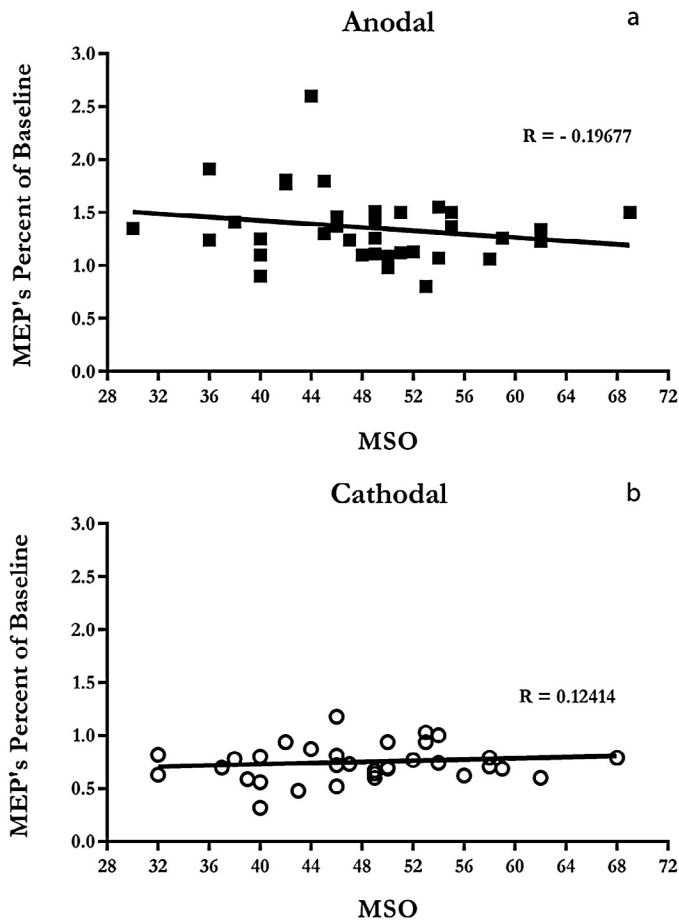 Anodal
a
3.0
2.5
2.0
1.5
1.0
0.5
0.0
MEP's Percent of Baseline
R = - 0.19677
28 32 36 40 44 48 52 56 60 64 68 72
MSO
Cathodal
b
3.0
2.5
2.0
1.5
1.0
0.5
0.0
MEP's Percent of Baseline
R = 0.12414
28 32 36 40 44 48 52 56 60 64 68 72
MSO